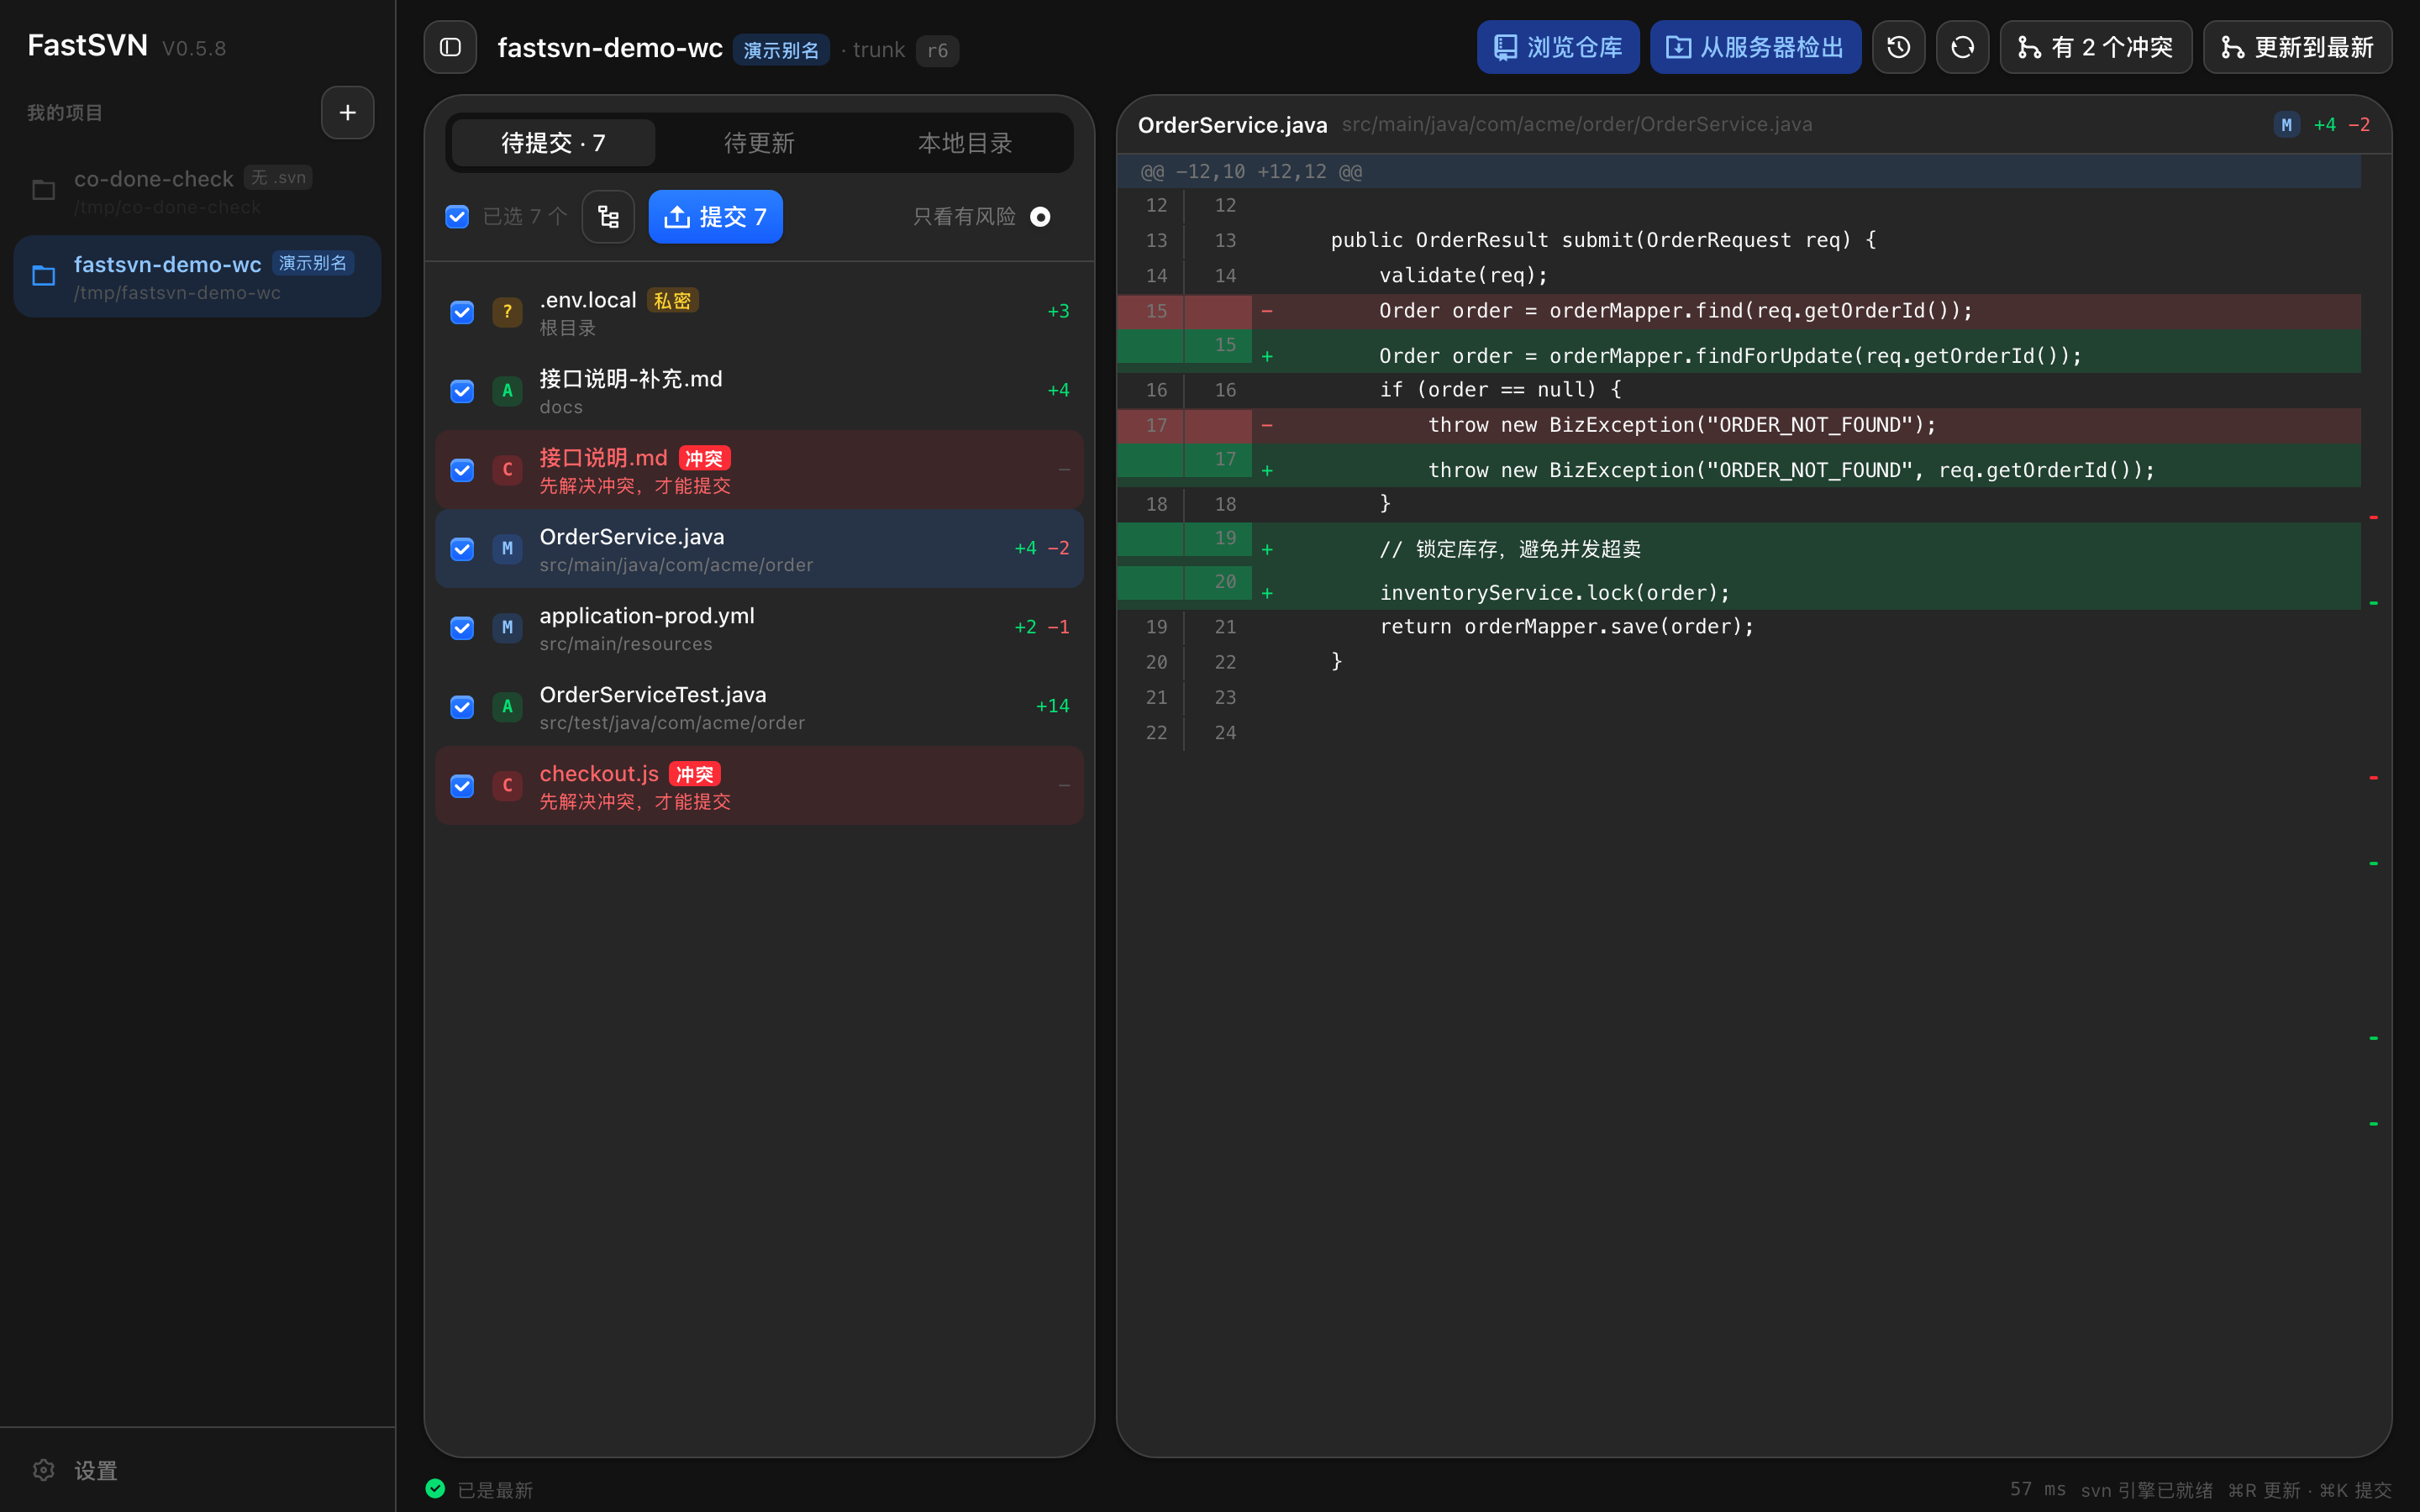 FastSVN V0.5.8
我的项目
+
co-done-check 无 .svn
/tmp/co-done-check
fastsvn-demo-wc 演示别名
/tmp/fastsvn-demo-wc
设置
fastsvn-demo-wc 演示别名 · trunk r6
浏览仓库
从服务器检出
有 2 个冲突
更新到最新
待提交 · 7
待更新
本地目录
已选 7 个
提交 7
只看有风险
? .env.local 私密 +3
根目录
A 接口说明-补充.md +4
docs
C 接口说明.md 冲突 —
先解决冲突，才能提交
M OrderService.java +4 −2
src/main/java/com/acme/order
M application-prod.yml +2 −1
src/main/resources
A OrderServiceTest.java +14
src/test/java/com/acme/order
C checkout.js 冲突 —
先解决冲突，才能提交
OrderService.java src/main/java/com/acme/order/OrderService.java M +4 −2
@@ −12,10 +12,12 @@
12 12
13 13 public OrderResult submit(OrderRequest req) {
14 14 validate(req);
15 − Order order = orderMapper.find(req.getOrderId());
15 + Order order = orderMapper.findForUpdate(req.getOrderId());
16 16 if (order == null) {
17 − throw new BizException("ORDER_NOT_FOUND");
17 + throw new BizException("ORDER_NOT_FOUND", req.getOrderId());
18 18 }
19 + // 锁定库存，避免并发超卖
20 + inventoryService.lock(order);
19 21 return orderMapper.save(order);
20 22 }
21 23
22 24
已是最新
57 ms svn 引擎已就绪 ⌘R 更新 · ⌘K 提交